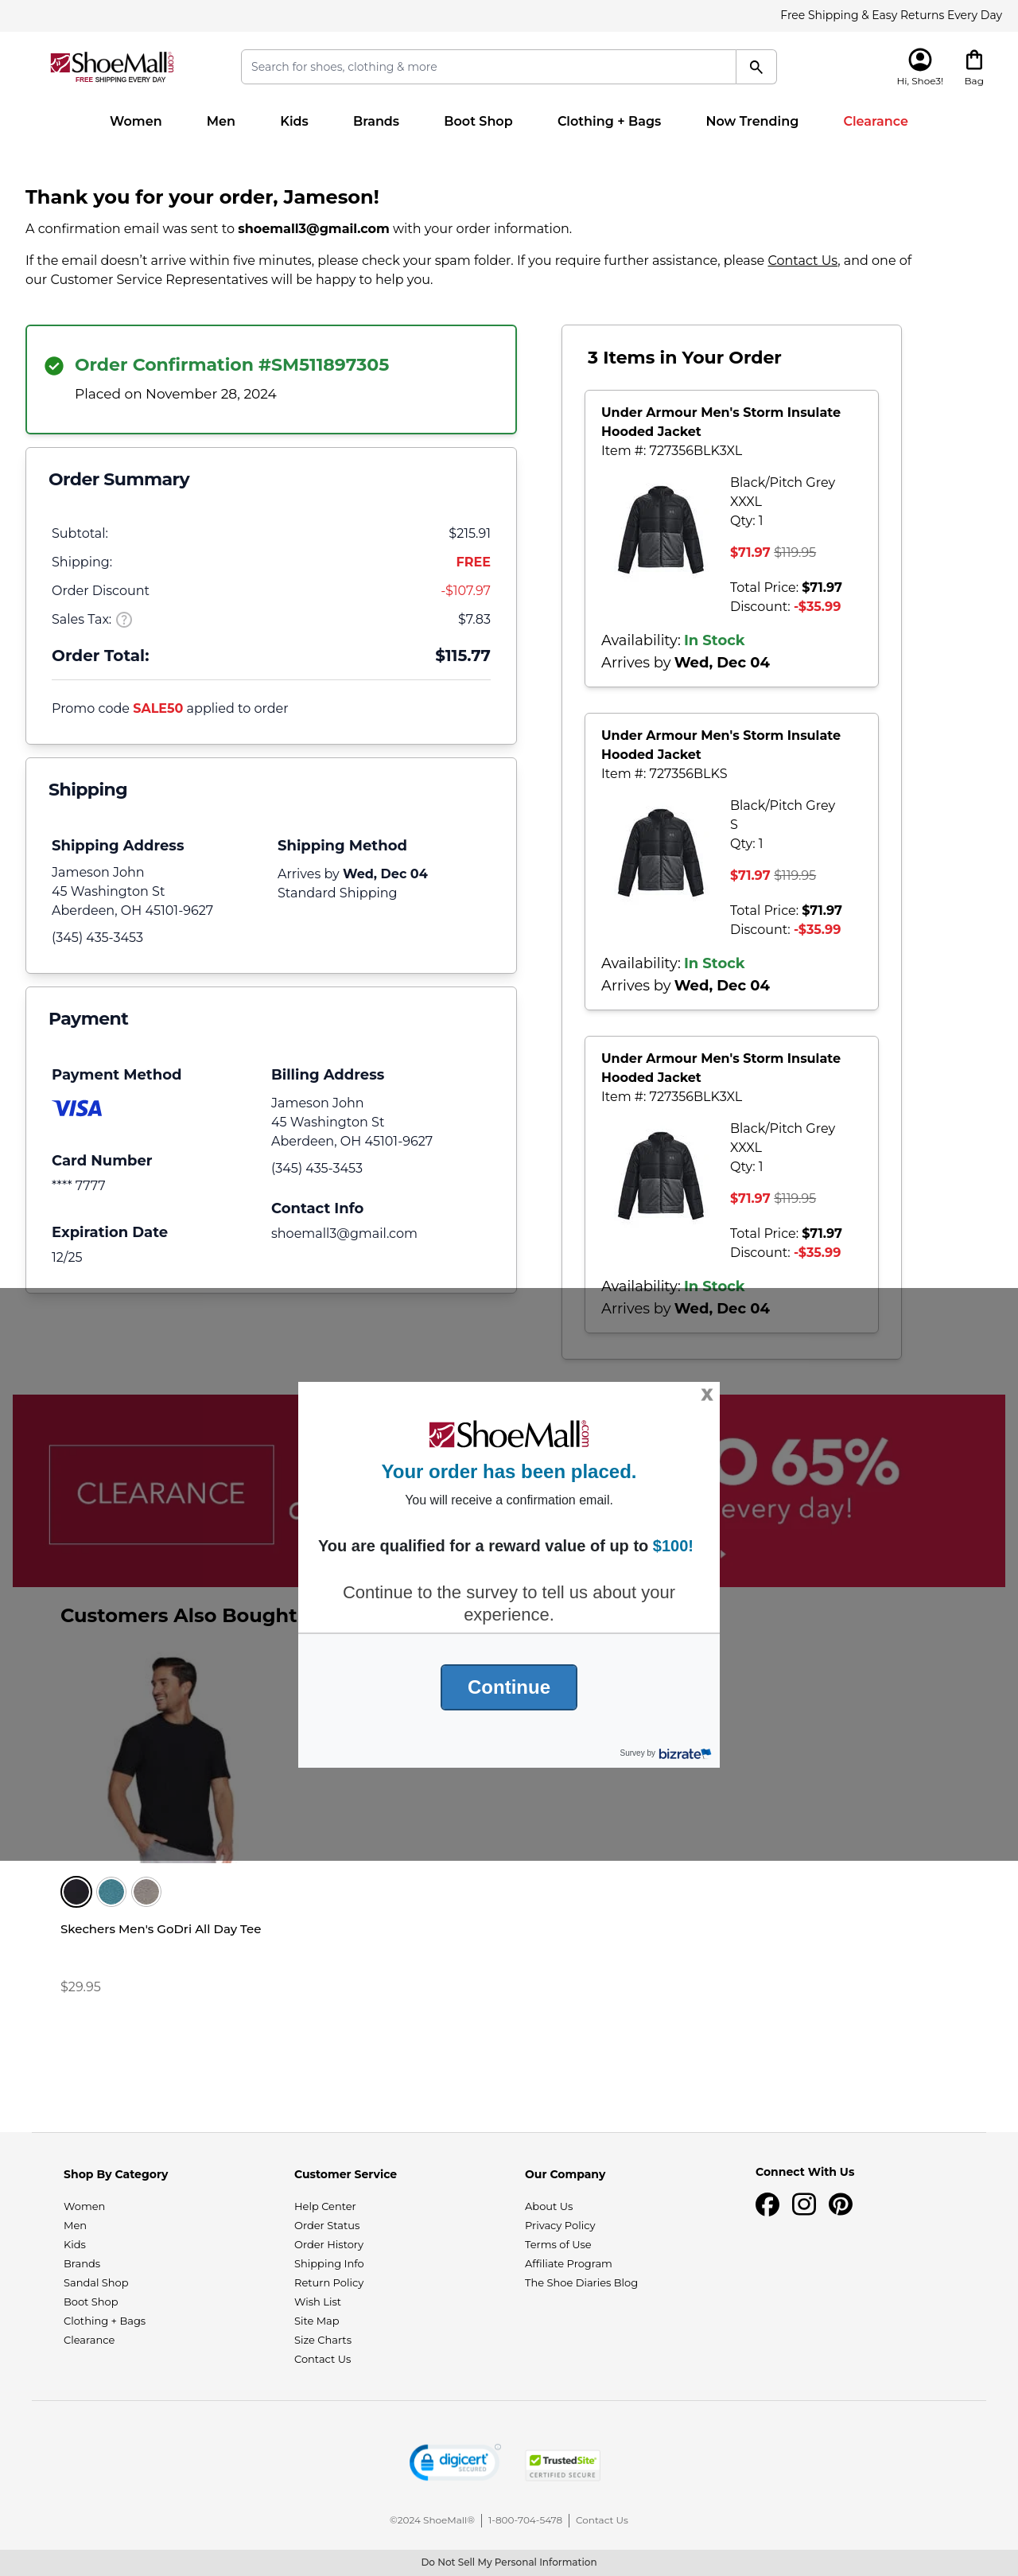 Free Shipping & Easy Returns Every Day
ShoeMall.com
FREE SHIPPING EVERY DAY
Search for shoes, clothing & more
Hi, Shoe3!
Bag
Women Men Kids Brands Boot Shop Clothing + Bags Now Trending Clearance
Thank you for your order, Jameson!
A confirmation email was sent to shoemall3@gmail.com with your order information.
If the email doesn’t arrive within five minutes, please check your spam folder. If you require further assistance, please Contact Us, and one of
our Customer Service Representatives will be happy to help you.
Order Confirmation #SM511897305
Placed on November 28, 2024
Order Summary
Subtotal: $215.91
Shipping: FREE
Order Discount -$107.97
Sales Tax: ? $7.83
Order Total: $115.77
Promo code SALE50 applied to order
Shipping
Shipping Address
Jameson John
45 Washington St
Aberdeen, OH 45101-9627
(345) 435-3453
Shipping Method
Arrives by Wed, Dec 04
Standard Shipping
Payment
Payment Method
VISA
Card Number
**** 7777
Expiration Date
12/25
Billing Address
Jameson John
45 Washington St
Aberdeen, OH 45101-9627
(345) 435-3453
Contact Info
shoemall3@gmail.com
3 Items in Your Order
Under Armour Men's Storm Insulate
Hooded Jacket
Item #: 727356BLK3XL
Black/Pitch Grey
XXXL
Qty: 1
$71.97 $119.95
Total Price: $71.97
Discount: -$35.99
Availability: In Stock
Arrives by Wed, Dec 04
Under Armour Men's Storm Insulate
Hooded Jacket
Item #: 727356BLKS
Black/Pitch Grey
S
Qty: 1
$71.97 $119.95
Total Price: $71.97
Discount: -$35.99
Availability: In Stock
Arrives by Wed, Dec 04
Under Armour Men's Storm Insulate
Hooded Jacket
Item #: 727356BLK3XL
Black/Pitch Grey
XXXL
Qty: 1
$71.97 $119.95
Total Price: $71.97
Discount: -$35.99
Availability: In Stock
Arrives by Wed, Dec 04
CLEARANCE
O 65%
every day!
X
ShoeMall.com
Your order has been placed.
You will receive a confirmation email.
You are qualified for a reward value of up to $100!
Continue to the survey to tell us about your
experience.
Continue
Survey by bizrate
Customers Also Bought
Skechers Men's GoDri All Day Tee
$29.95
Shop By Category
Women
Men
Kids
Brands
Sandal Shop
Boot Shop
Clothing + Bags
Clearance
Customer Service
Help Center
Order Status
Order History
Shipping Info
Return Policy
Wish List
Site Map
Size Charts
Contact Us
Our Company
About Us
Privacy Policy
Terms of Use
Affiliate Program
The Shoe Diaries Blog
Connect With Us
digicert
SECURED
TrustedSite
CERTIFIED SECURE
©2024 ShoeMall® | 1-800-704-5478 | Contact Us
Do Not Sell My Personal Information